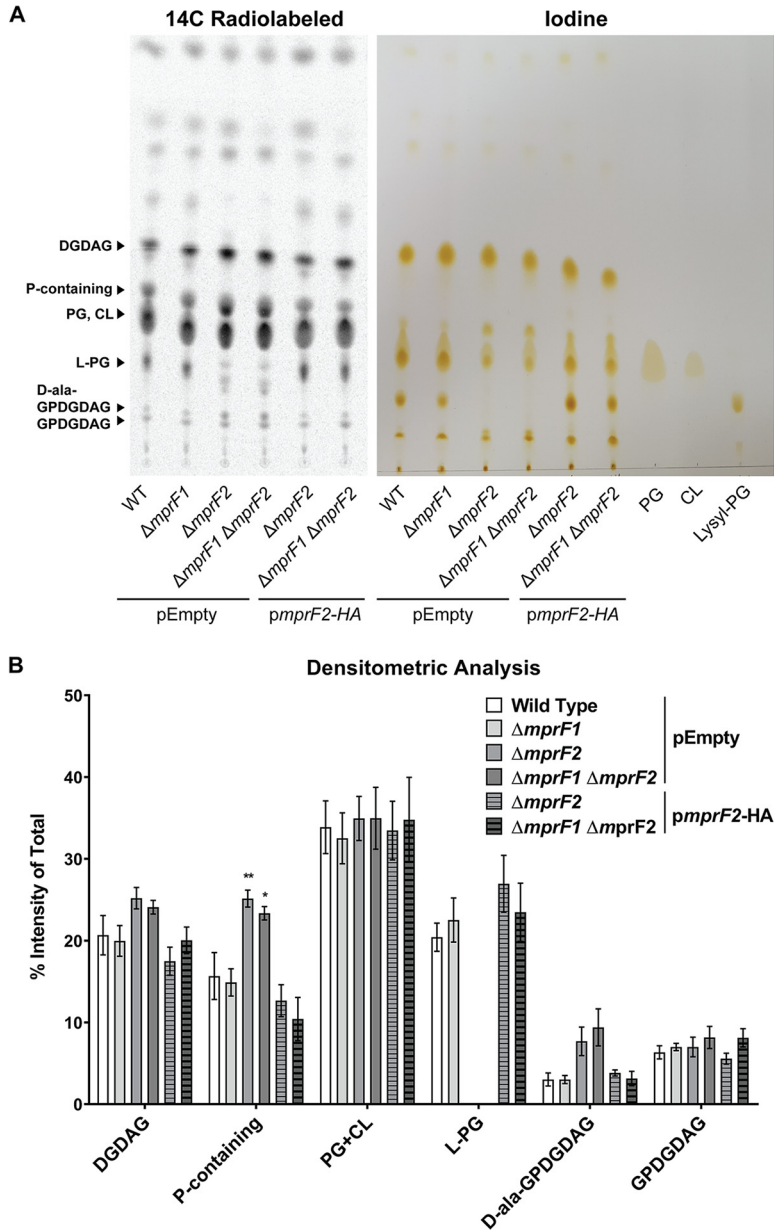 A
14C Radiolabeled
Iodine
DGDAG
P-containing
PG, CL
L-PG
D-ala-
GPDGDAG
GPDGDAG
WT
ΔmprF1
ΔmprF2
ΔmprF1 ΔmprF2
ΔmprF2
ΔmprF1 ΔmprF2
WT
ΔmprF1
ΔmprF2
ΔmprF1 ΔmprF2
ΔmprF2
ΔmprF1 ΔmprF2
PG
CL
Lysyl-PG
pEmpty
pmprF2-HA
pEmpty
pmprF2-HA
B
Densitometric Analysis
% Intensity of Total
50
40
30
20
10
0
Wild Type
ΔmprF1
ΔmprF2
ΔmprF1 ΔmprF2
ΔmprF2
ΔmprF1 ΔmprF2
pEmpty
pmprF2-HA
**
*
DGDAG
P-containing
PG+CL
L-PG
D-ala-GPDGDAG
GPDGDAG